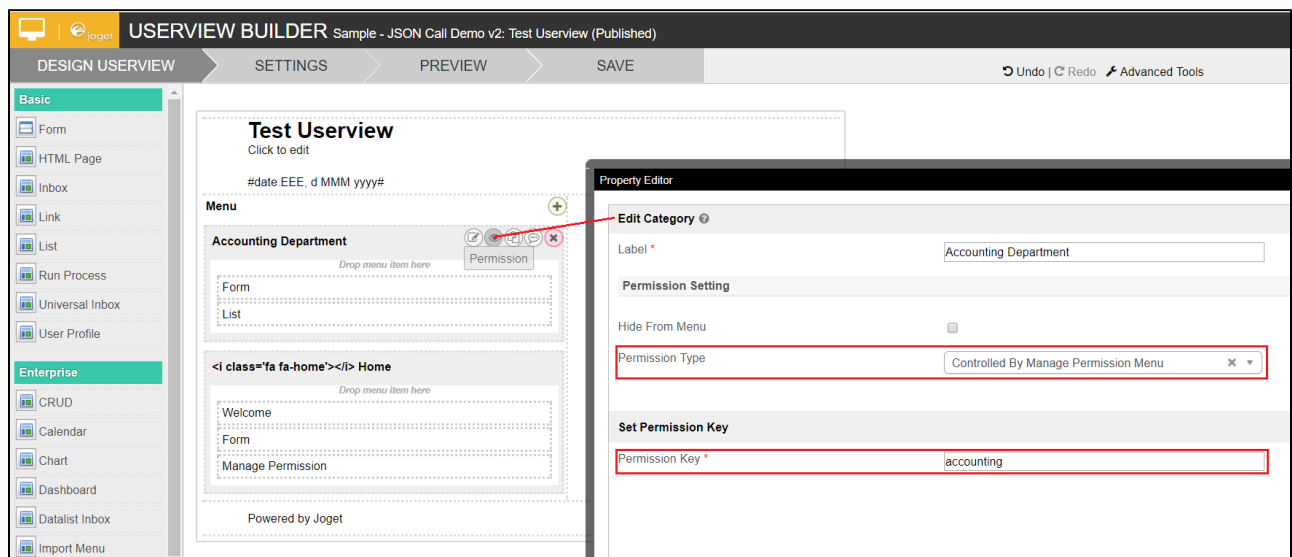 joget USERVIEW BUILDER Sample - JSON Call Demo v2: Test Userview (Published)
DESIGN USERVIEW SETTINGS PREVIEW SAVE
Undo | Redo Advanced Tools
Basic
Form
HTML Page
Inbox
Link
List
Run Process
Universal Inbox
User Profile
Enterprise
CRUD
Calendar
Chart
Dashboard
Datalist Inbox
Import Menu
Test Userview
Click to edit
#date.EEE, d MMM yyyy#
Menu
Accounting Department
Permission
Drop menu item here
Form
List
<i class='fa fa-home'></i> Home
Drop menu item here
Welcome
Form
Manage Permission
Powered by Joget
Property Editor
Edit Category
Label * Accounting Department
Permission Setting
Hide From Menu
Permission Type Controlled By Manage Permission Menu
Set Permission Key
Permission Key * accounting